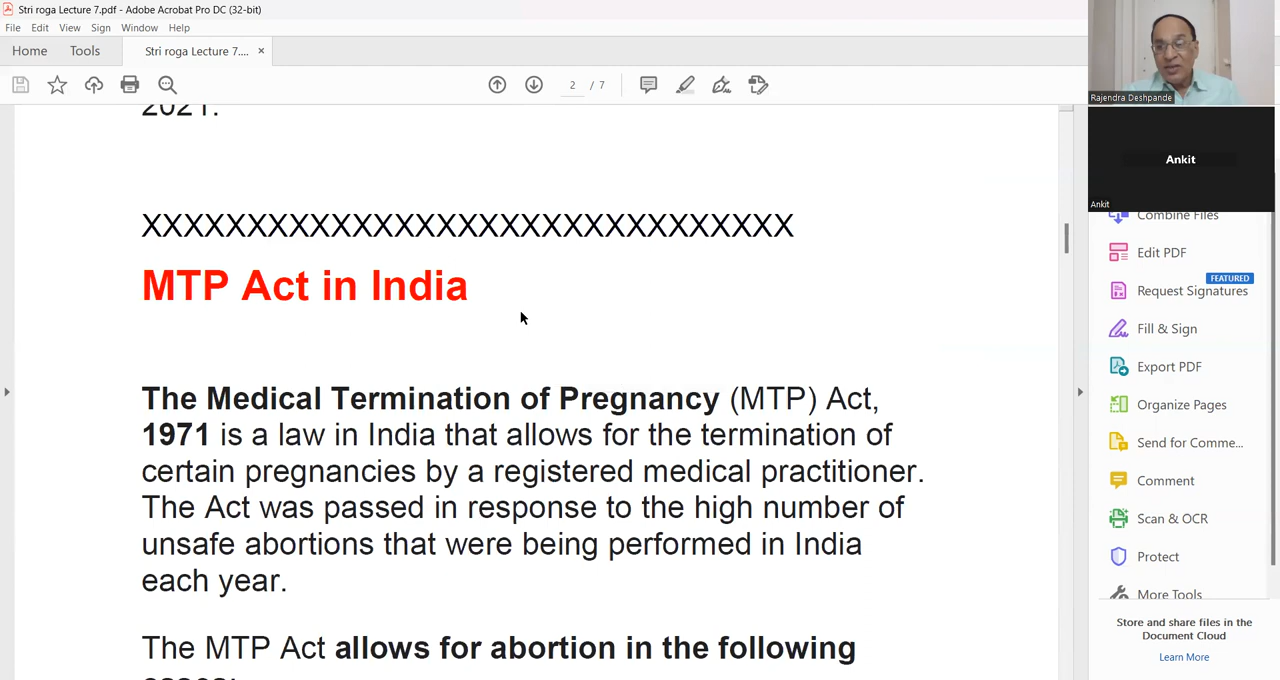 Stri roga Lecture 7.pdf - Adobe Acrobat Pro DC (32-bit)
File Edit View Sign Window Help
Home Tools Stri roga Lecture 7.... ×
2 / 7
2021.
XXXXXXXXXXXXXXXXXXXXXXXXXXXXXXX
MTP Act in India
The Medical Termination of Pregnancy (MTP) Act,
1971 is a law in India that allows for the termination of
certain pregnancies by a registered medical practitioner.
The Act was passed in response to the high number of
unsafe abortions that were being performed in India
each year.
The MTP Act allows for abortion in the following
cases:
Rajendra Deshpande
Ankit
Ankit
Combine Files
Edit PDF
FEATURED
Request Signatures
Fill & Sign
Export PDF
Organize Pages
Send for Comme...
Comment
Scan & OCR
Protect
More Tools
Store and share files in the
Document Cloud
Learn More